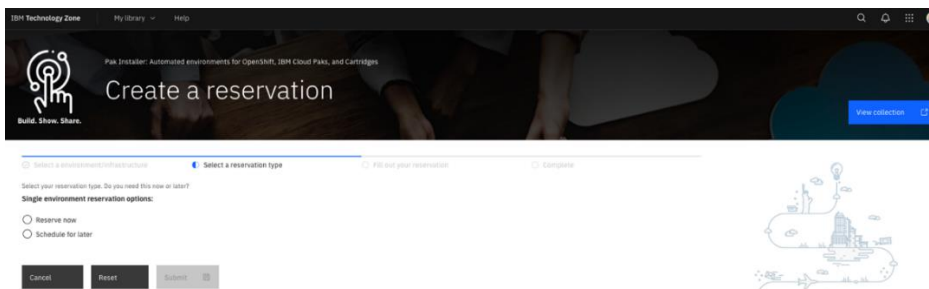 IBM Technology Zone My library Help
Pak Installer: Automated environments for OpenShift, IBM Cloud Paks, and Cartridges
Create a reservation
Build. Show. Share.
View collection
Select a environment/infrastructure Select a reservation type Fill out your reservation Complete
Select your reservation type. Do you need this now or later?
Single environment reservation options:
Reserve now
Schedule for later
Cancel Reset Submit